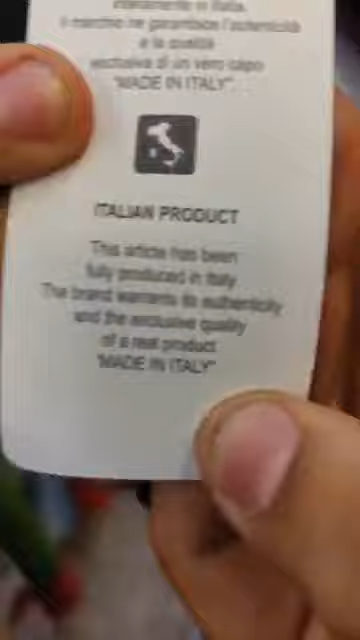 interamente in Italia.
Il marchio ne garantisce l'autenticità
e la qualità
esclusiva di un vero capo
"MADE IN ITALY"
ITALIAN PRODUCT
This article has been
fully produced in Italy
The brand warrants its authenticity
and the exclusive quality
of a real product
"MADE IN ITALY"